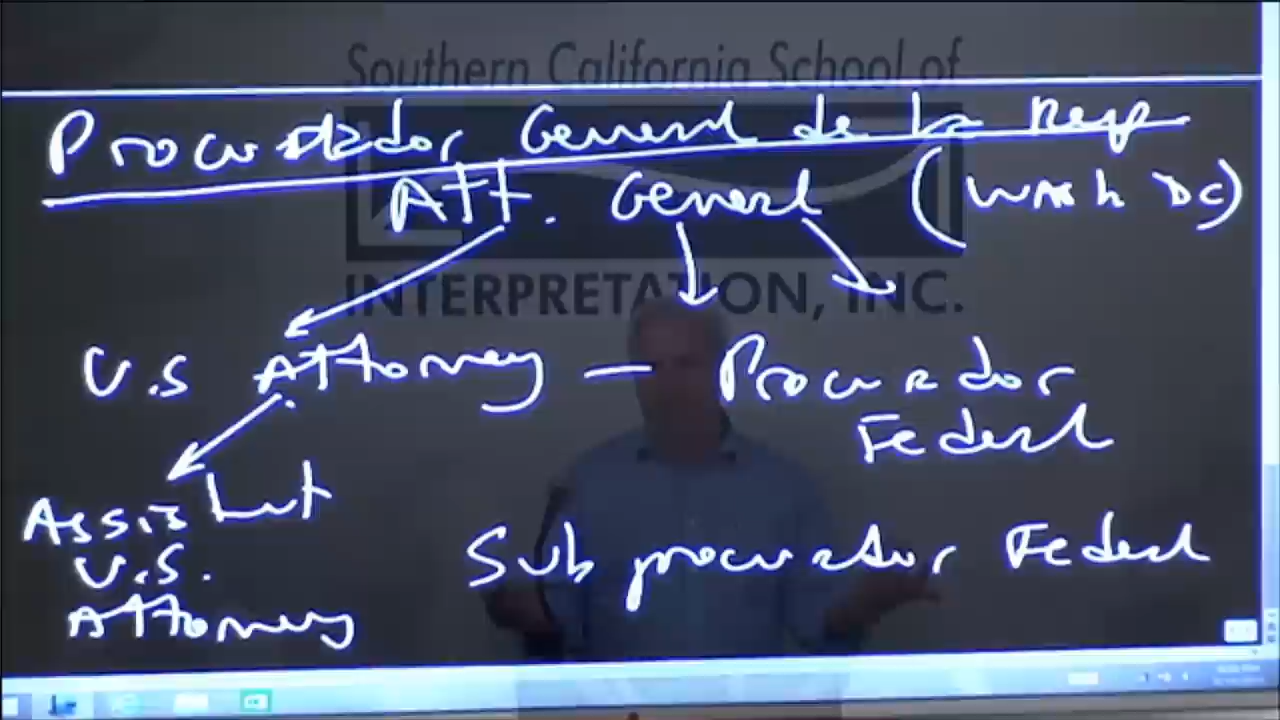 Southern California School of
Procurador General de la Rep
Att. General (Wash DC)
INTERPRETATION, INC.
U.S Attorney — Procurador
Federal
Assistant
U.S.
Attorney
Subprocurador Federal